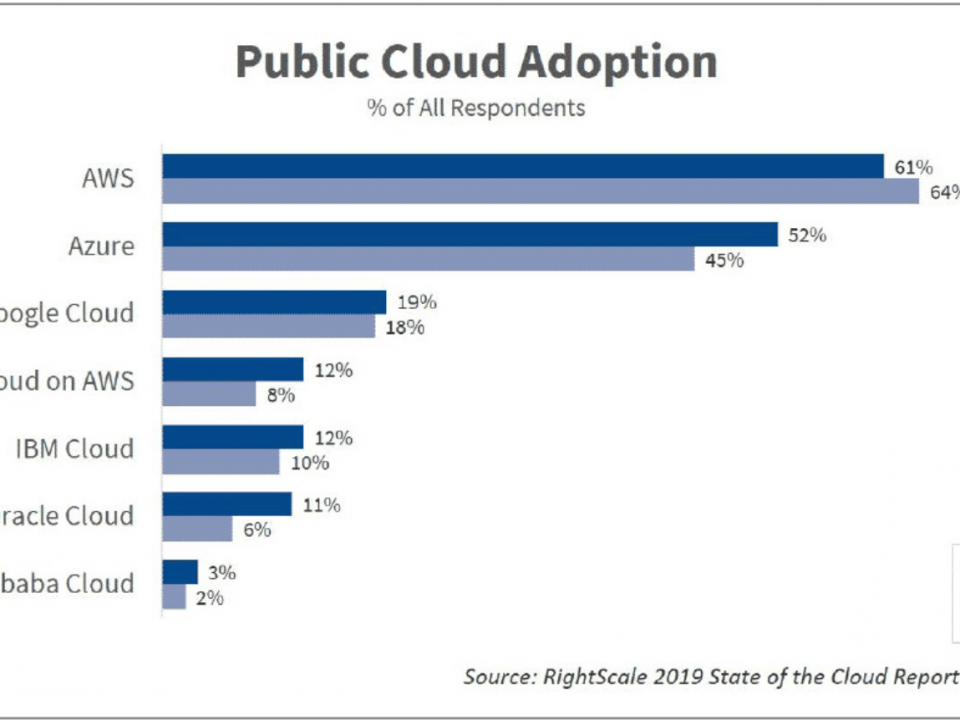 Public Cloud Adoption
% of All Respondents
AWS
61%
64%
Azure
52%
45%
oogle Cloud
19%
18%
oud on AWS
12%
8%
IBM Cloud
12%
10%
racle Cloud
11%
6%
baba Cloud
3%
2%
Source: RightScale 2019 State of the Cloud Report